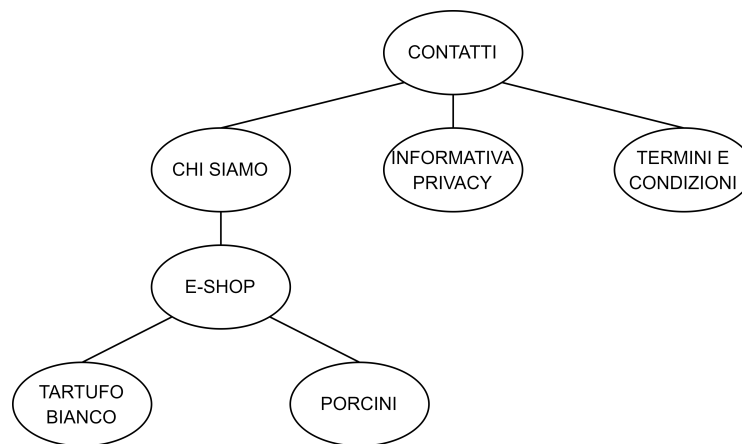 CONTATTI
CHI SIAMO
INFORMATIVA
PRIVACY
TERMINI E
CONDIZIONI
E-SHOP
TARTUFO
BIANCO
PORCINI